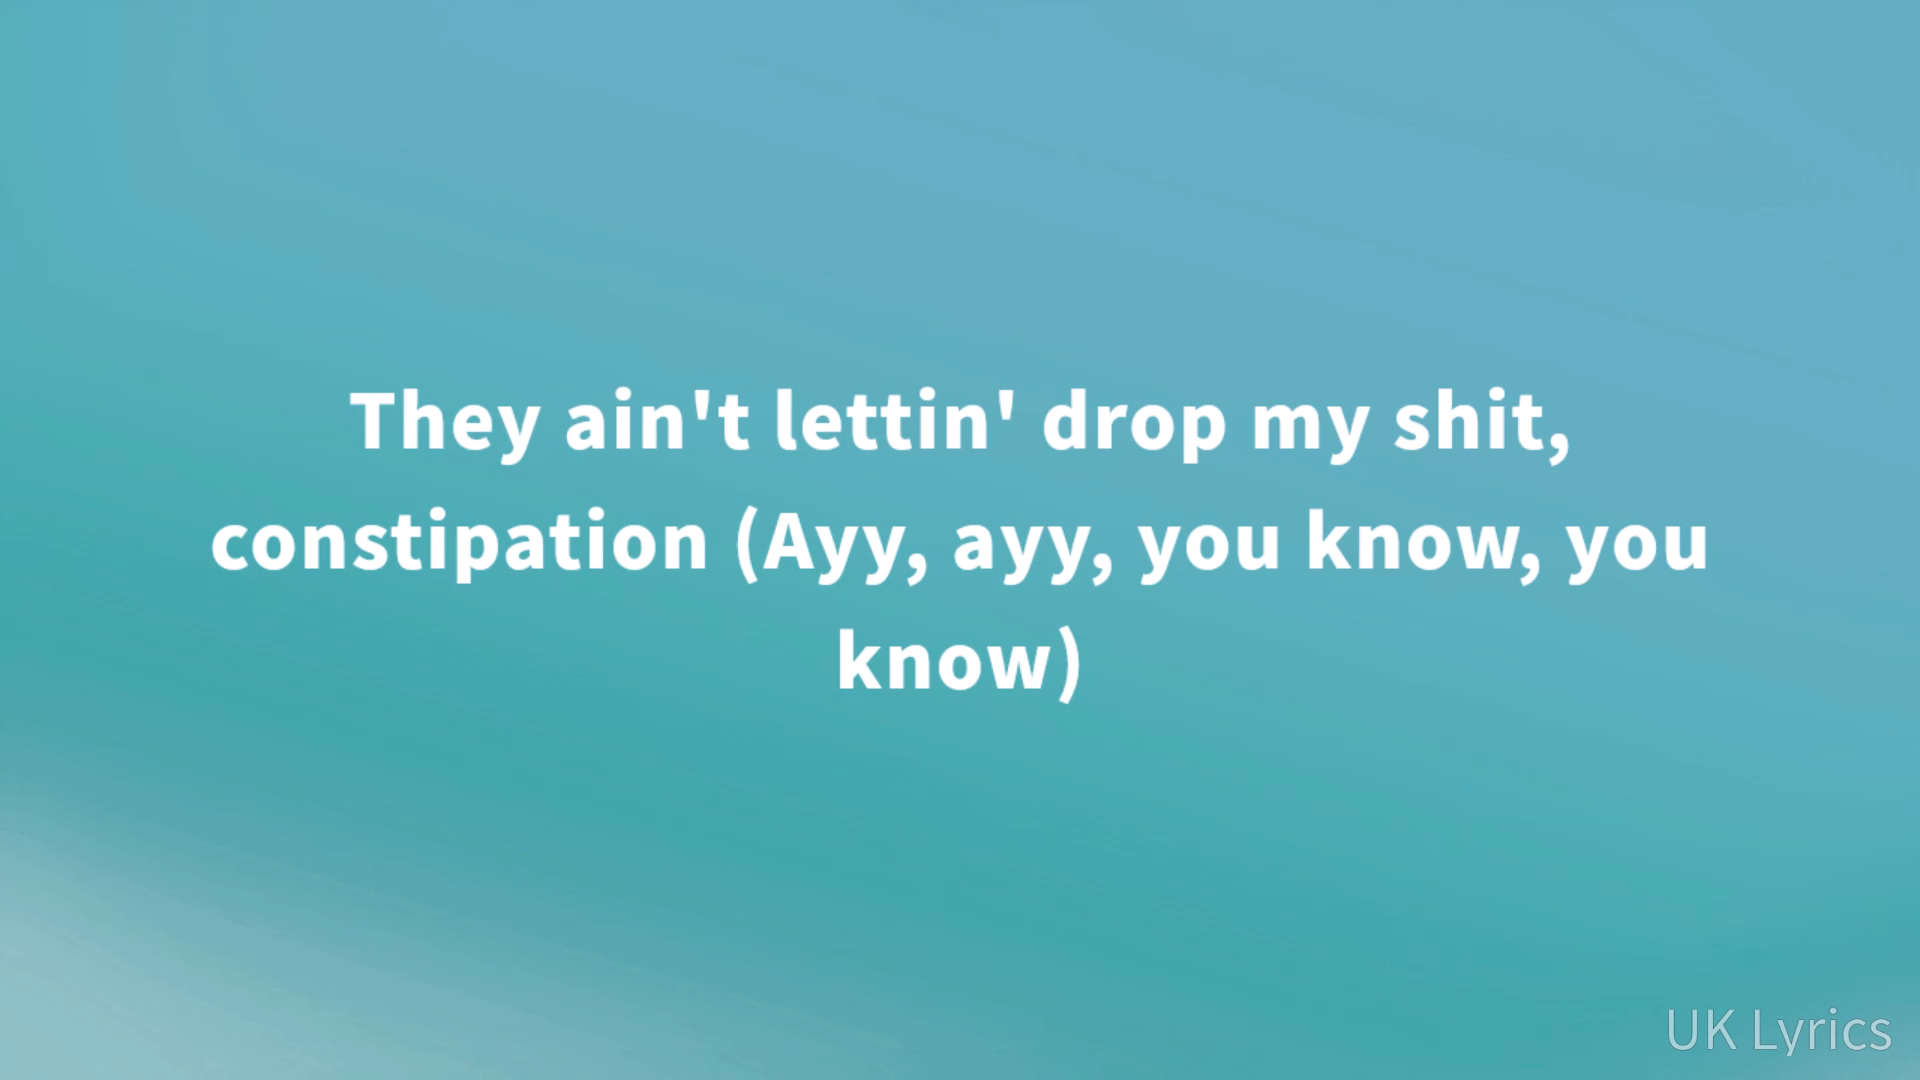 They ain't lettin' drop my shit,
constipation (Ayy, ayy, you know, you
know)
UK Lyrics